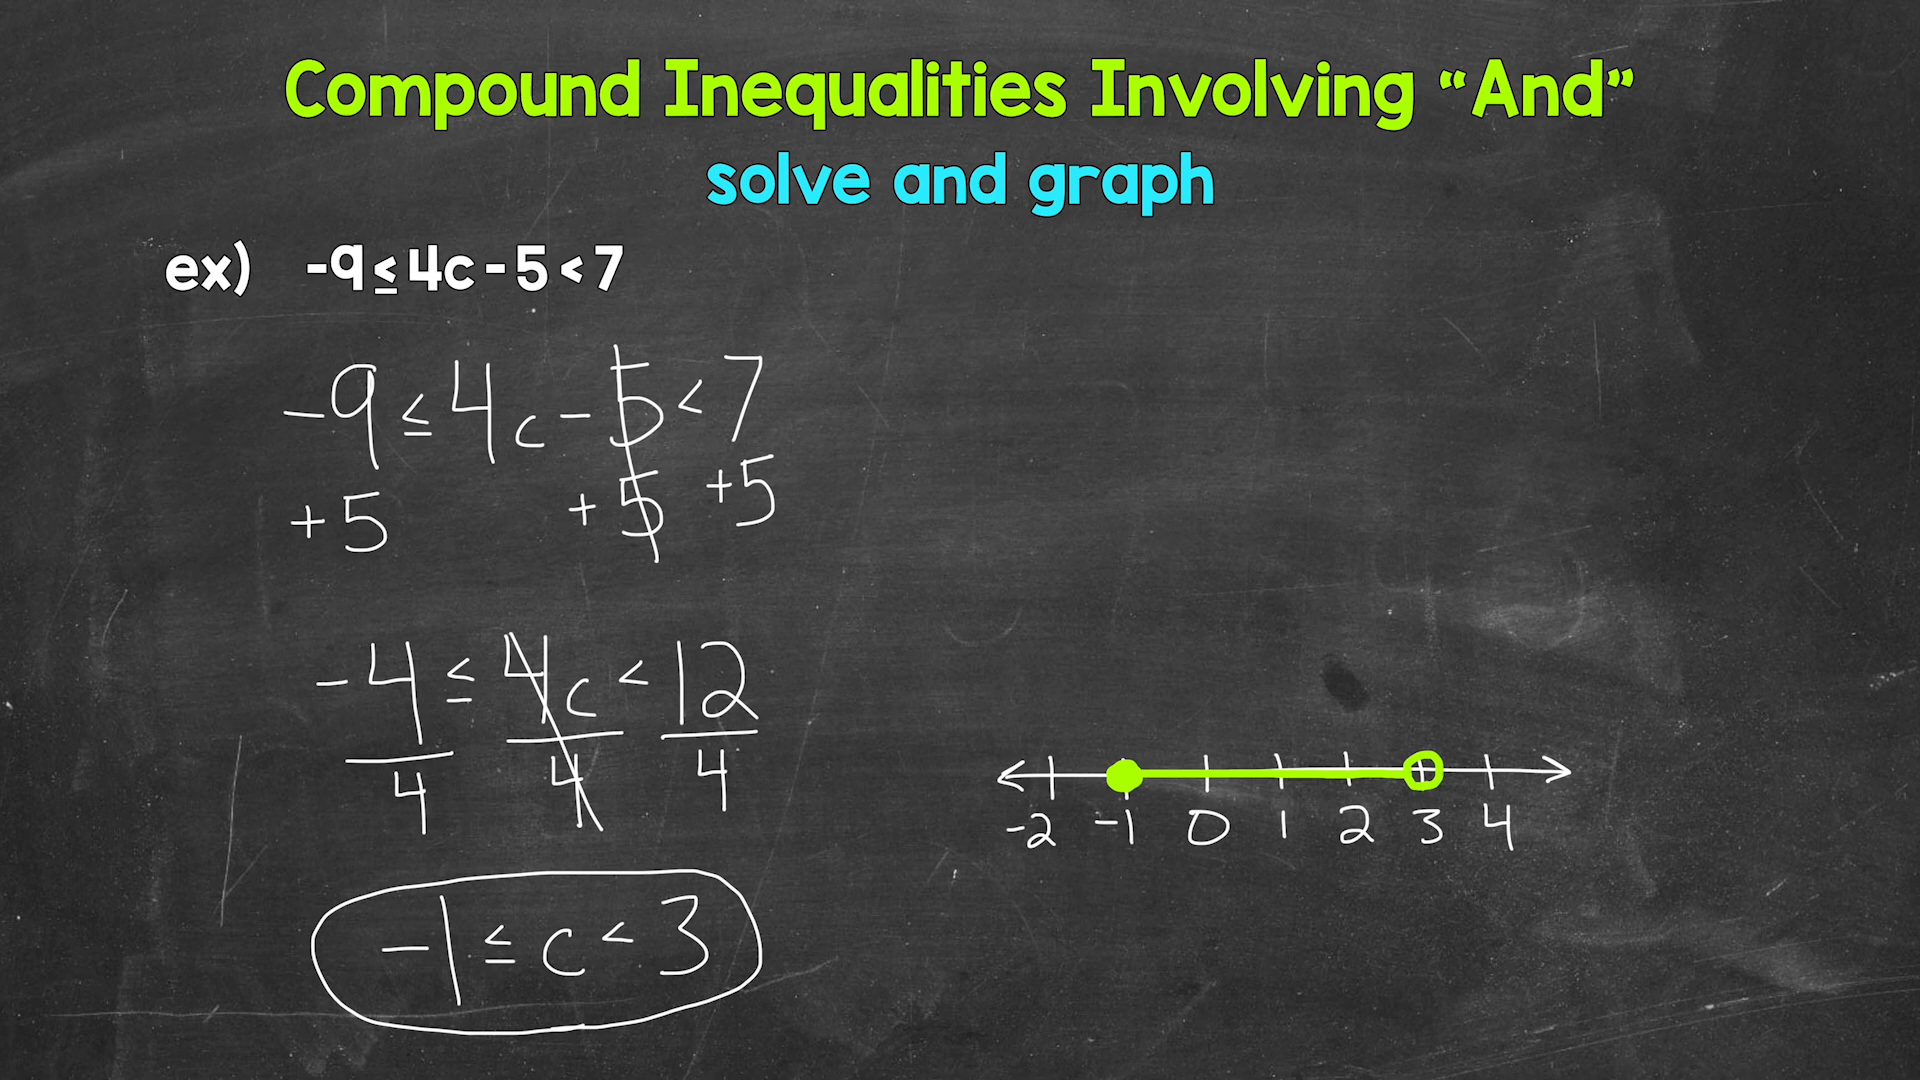 Compound Inequalities Involving “And”
solve and graph
ex) -9≤4c-5<7
-9≤4c-5<7
+5 +5 +5
-4≤4c<12
4 4 4
-1≤c<3
-2 -1 0 1 2 3 4